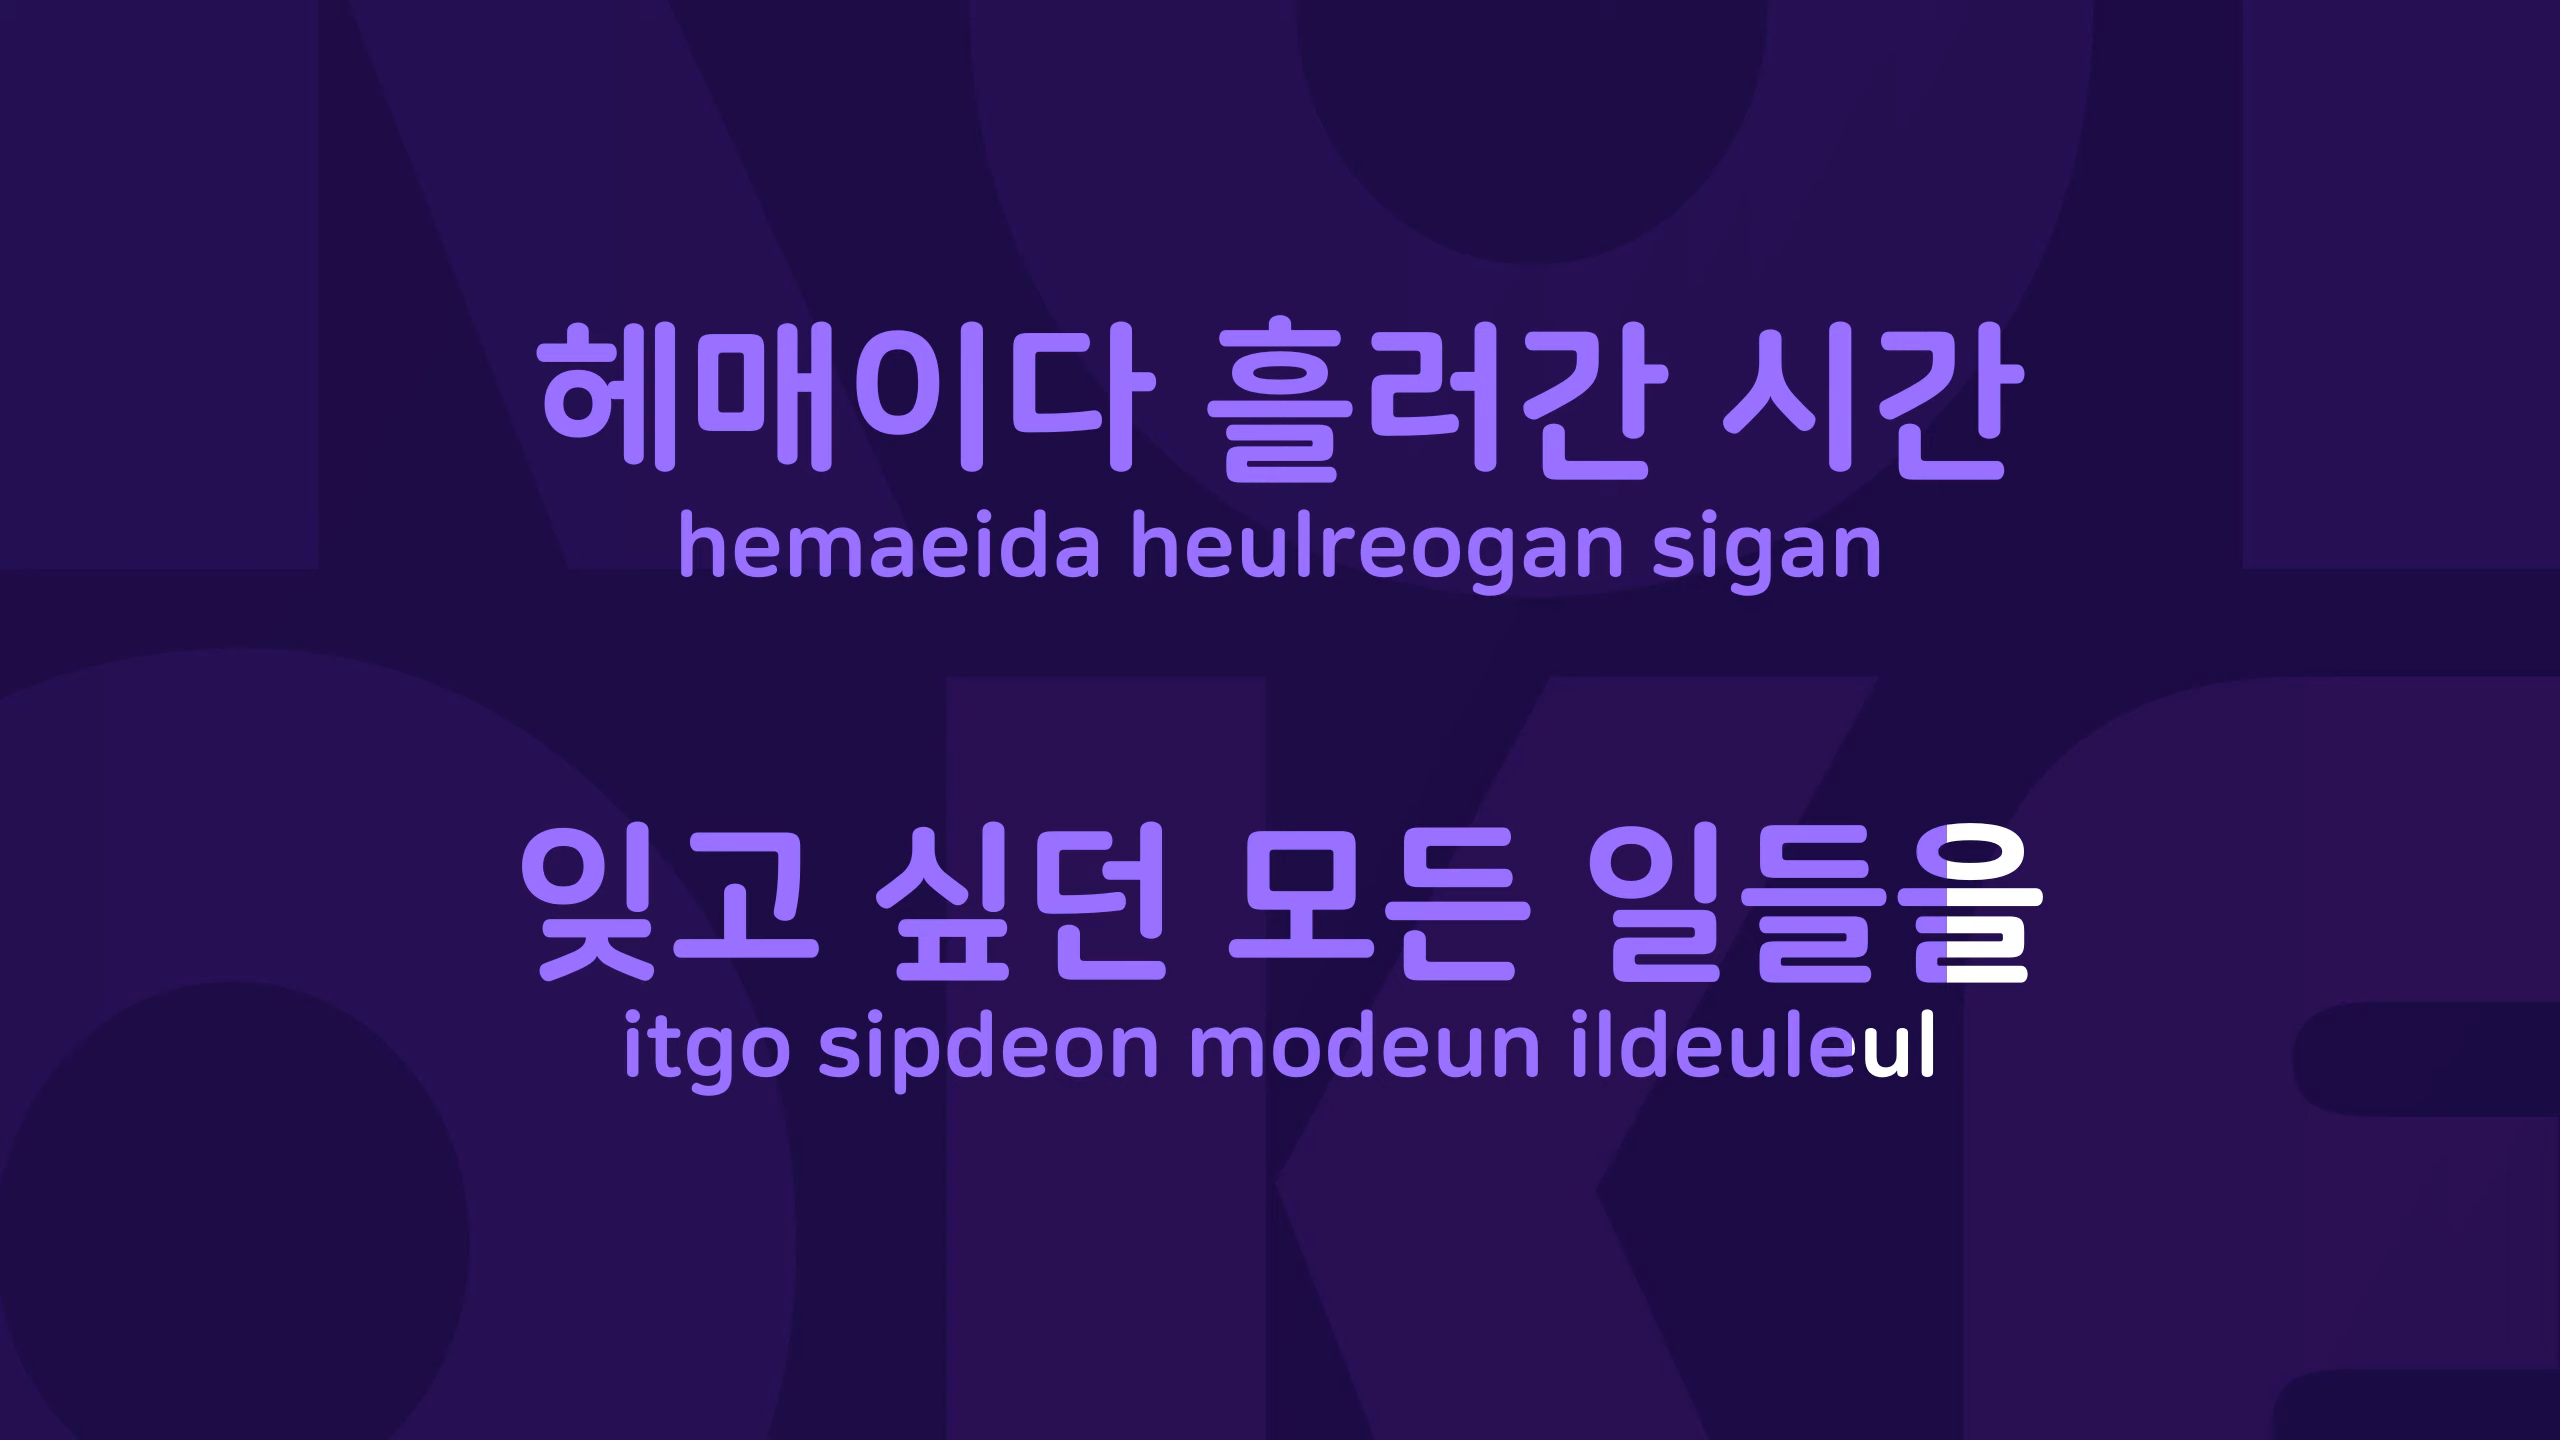 헤매이다 흘러간 시간
hemaeida heulreogan sigan
잊고 싶던 모든 일들을
itgo sipdeon modeun ildeuleul